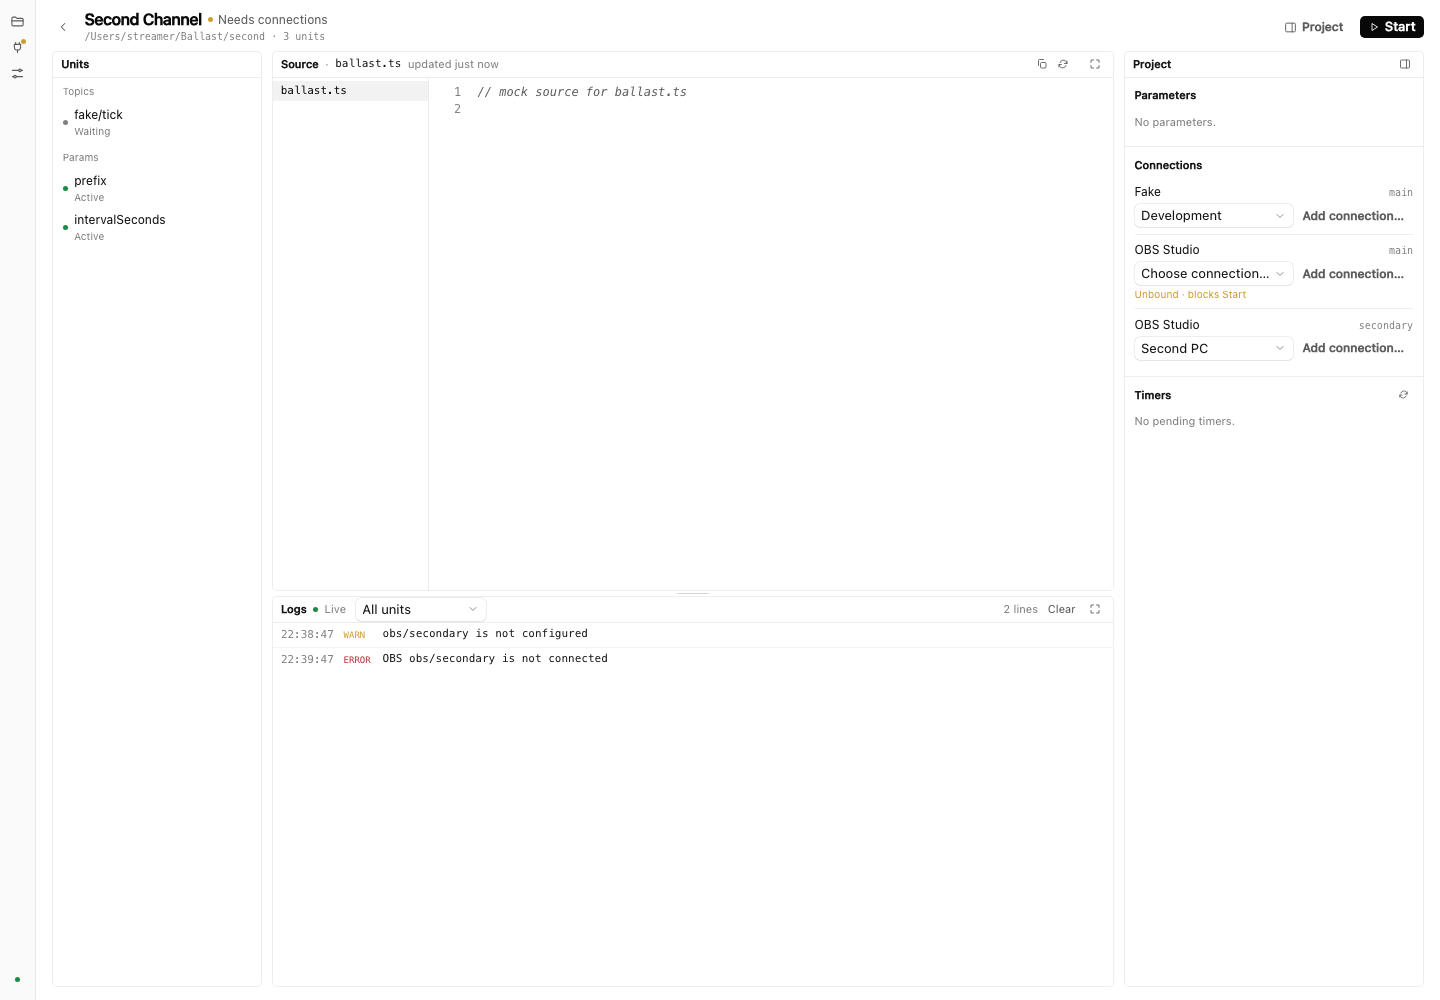 Second Channel Needs connections
/Users/streamer/Ballast/second · 3 units
Project
Start
Units
Topics
fake/tick
Waiting
Params
prefix
Active
intervalSeconds
Active
Source · ballast.ts updated just now
ballast.ts
1 // mock source for ballast.ts
2
Logs Live All units 2 lines Clear
22:38:47 WARN obs/secondary is not configured
22:39:47 ERROR OBS obs/secondary is not connected
Project
Parameters
No parameters.
Connections
Fake main
Development Add connection...
OBS Studio main
Choose connection... Add connection...
Unbound · blocks Start
OBS Studio secondary
Second PC Add connection...
Timers
No pending timers.